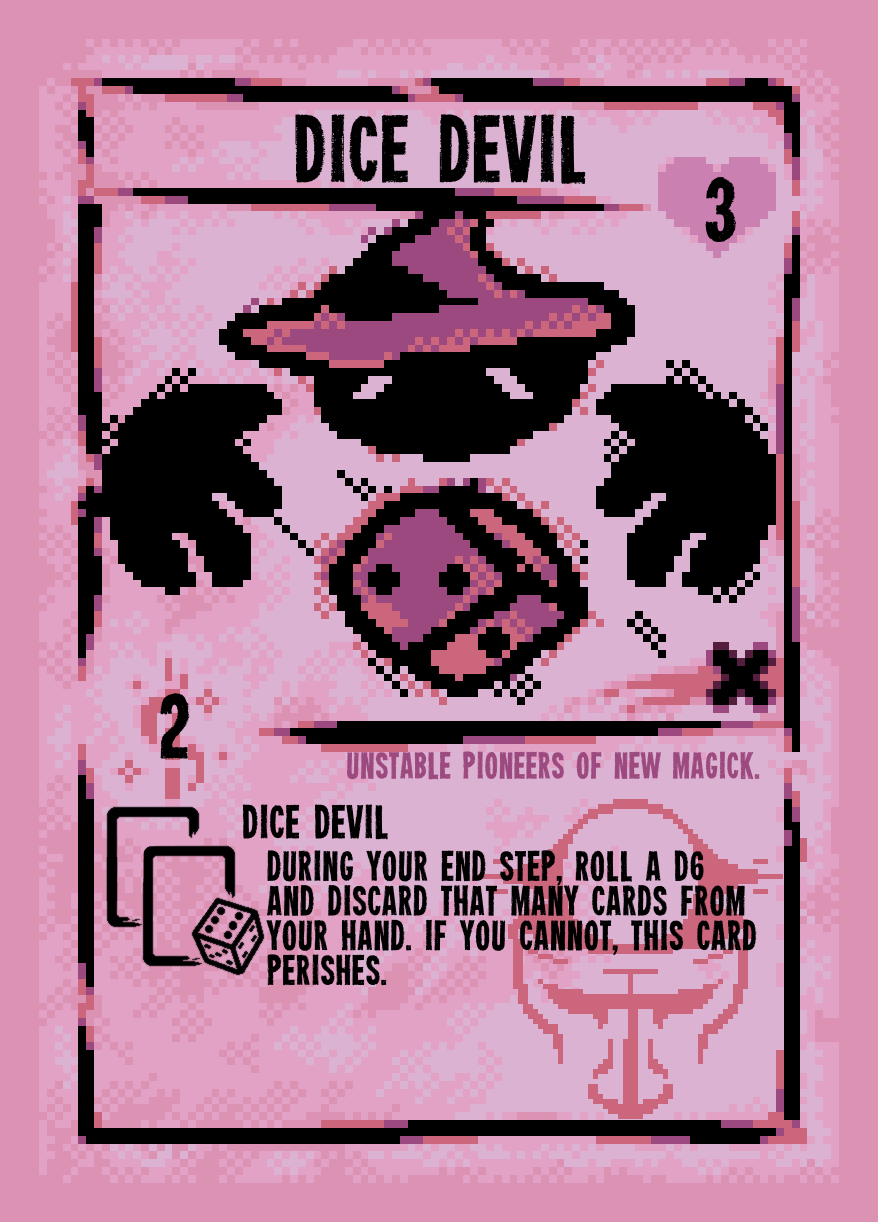 DICE DEVIL
3
2
UNSTABLE PIONEERS OF NEW MAGICK.
DICE DEVIL
DURING YOUR END STEP, ROLL A D6
AND DISCARD THAT MANY CARDS FROM
YOUR HAND. IF YOU CANNOT, THIS CARD
PERISHES.